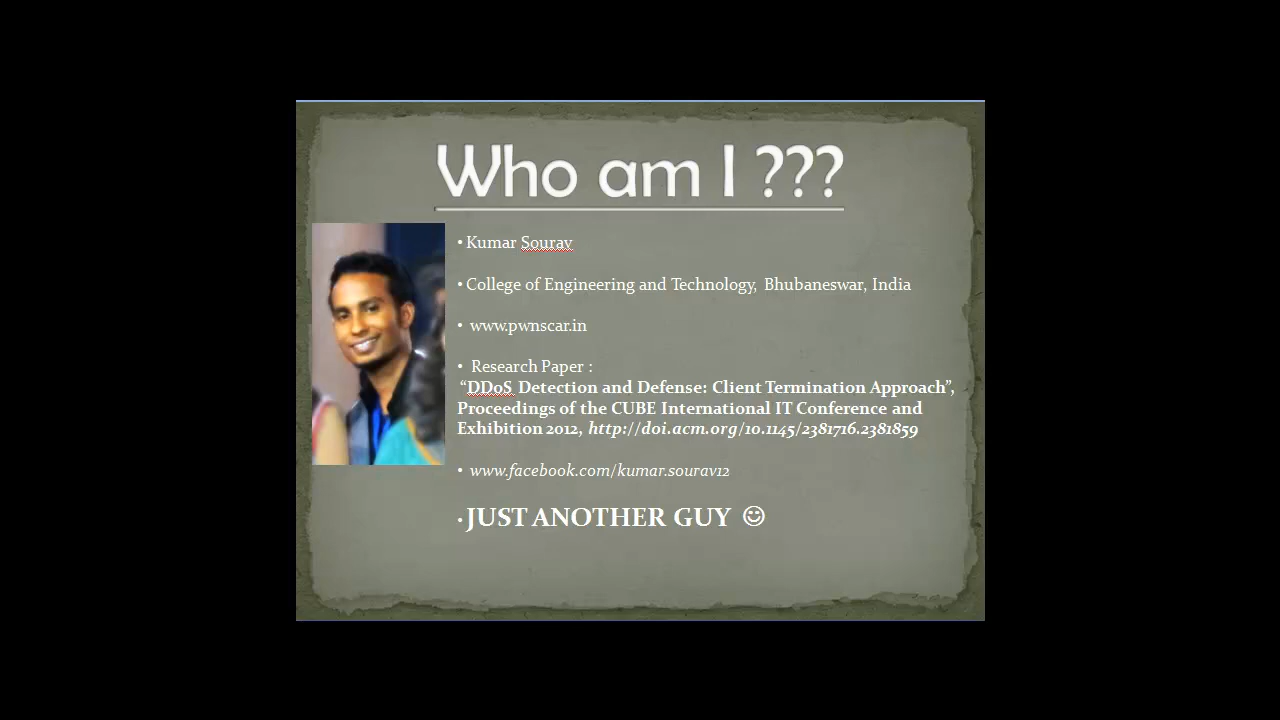 Who am I ???
• Kumar Sourav
• College of Engineering and Technology, Bhubaneswar, India
• www.pwnscar.in
• Research Paper :
“DDoS Detection and Defense: Client Termination Approach”,
Proceedings of the CUBE International IT Conference and
Exhibition 2012, http://doi.acm.org/10.1145/2381716.2381859
• www.facebook.com/kumar.sourav12
• JUST ANOTHER GUY ☺